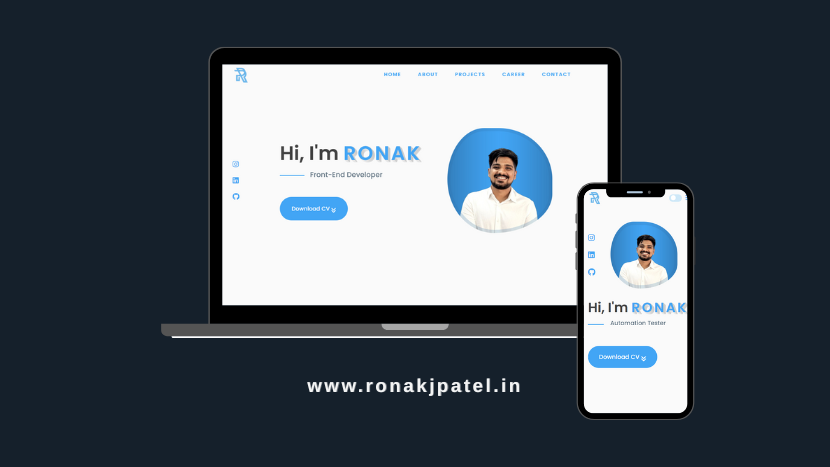 R
HOME ABOUT PROJECTS CAREER CONTACT
Hi, I'm RONAK
Front-End Developer
Download CV
R
Hi, I'm RONAK
Automation Tester
Download CV
www.ronakjpatel.in